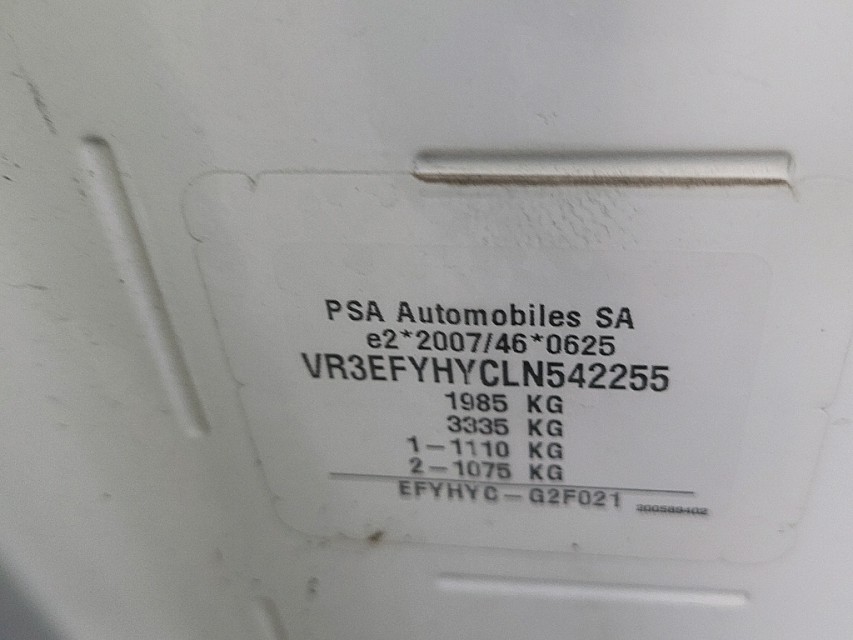 PSA Automobiles SA
e2*2007/46*0625
VR3EFYHYCLN542255
1985 KG
3335 KG
1-1110 KG
2-1075 KG
EFYHYC-G2F021